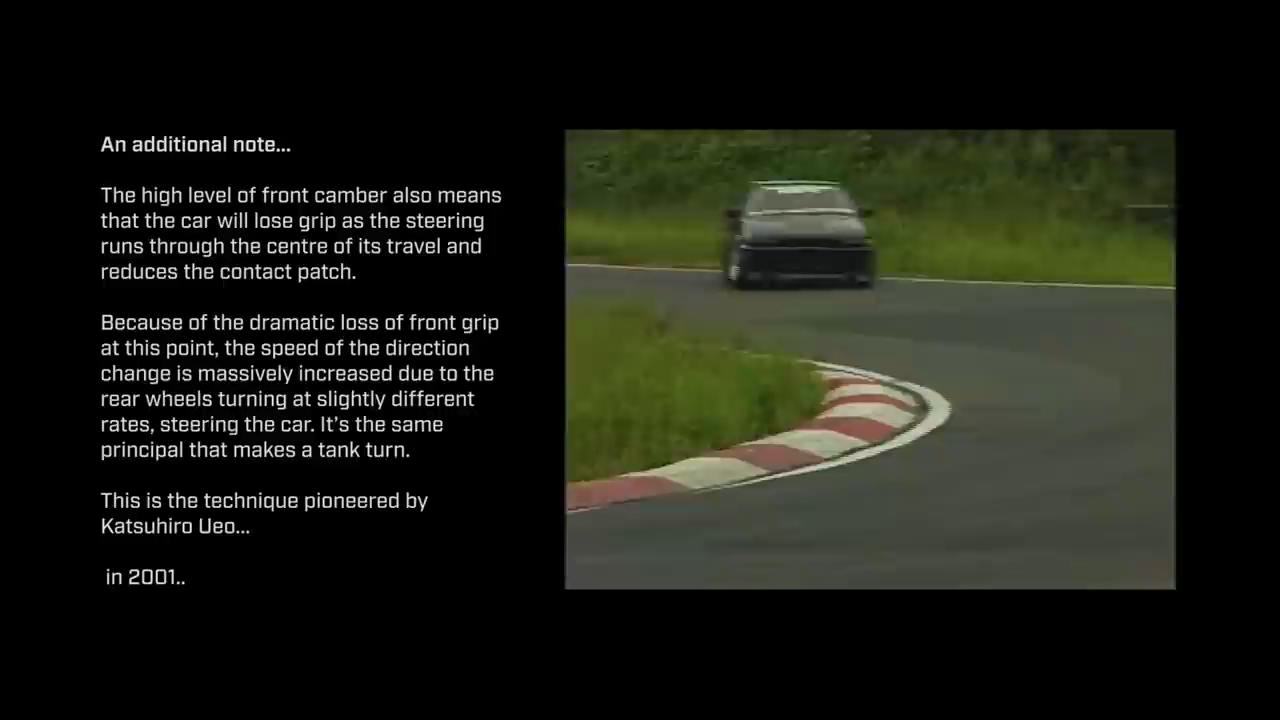 An additional note...
The high level of front camber also means
that the car will lose grip as the steering
runs through the centre of its travel and
reduces the contact patch.
Because of the dramatic loss of front grip
at this point, the speed of the direction
change is massively increased due to the
rear wheels turning at slightly different
rates, steering the car. It's the same
principal that makes a tank turn.
This is the technique pioneered by
Katsuhiro Ueo...
in 2001..